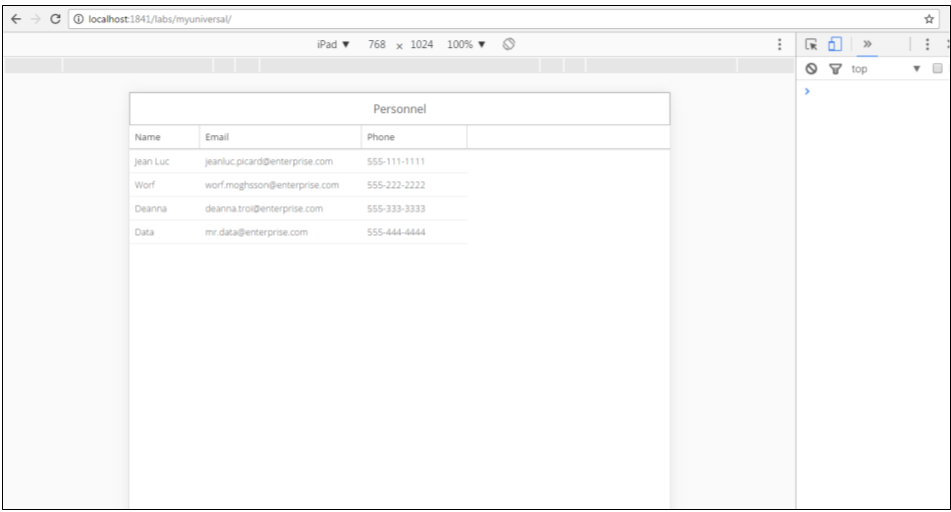 localhost:1841/labs/myuniversal/
iPad ▼ 768 x 1024 100% ▼
top
Personnel
Name Email Phone
Jean Luc jeanluc.picard@enterprise.com 555-111-1111
Worf worf.moghsson@enterprise.com 555-222-2222
Deanna deanna.troi@enterprise.com 555-333-3333
Data mr.data@enterprise.com 555-444-4444